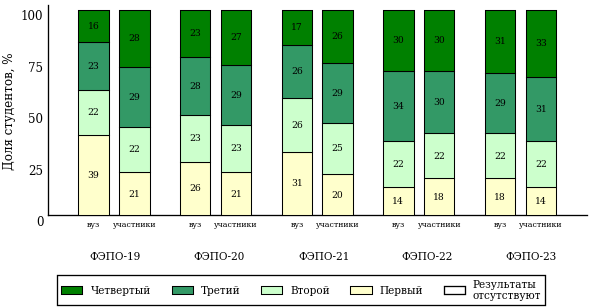 100
75
50
25
0
Доля студентов, %
16 28 23 27 17 26 30 30 31 33
23 29 28 29 26 29 34 30 29 31
22 22 23 23 26 25 22 22 22 22
39 21 26 21 31 20 14 18 18 14
вуз участники вуз участники вуз участники вуз участники вуз участники
ФЭПО-19 ФЭПО-20 ФЭПО-21 ФЭПО-22 ФЭПО-23
Четвертый Третий Второй Первый Результаты
отсутствуют